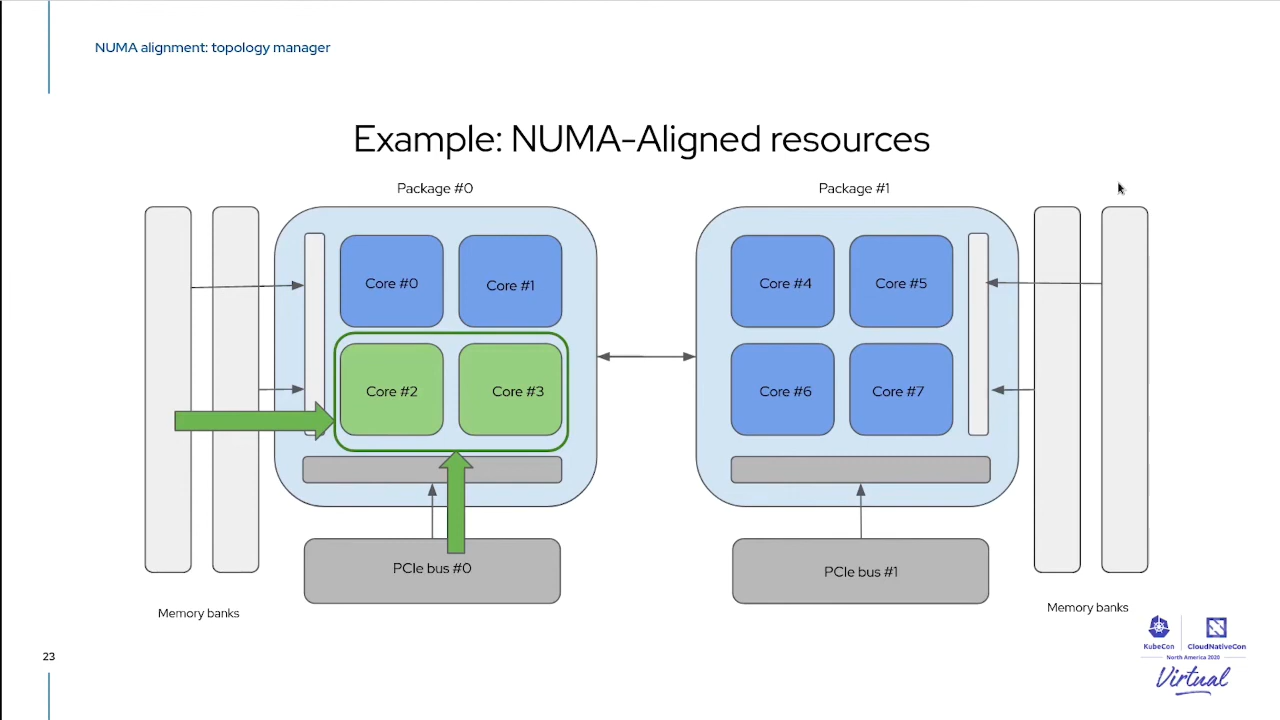 NUMA alignment: topology manager
Example: NUMA-Aligned resources
Package #0
Package #1
Core #0
Core #1
Core #4
Core #5
Core #2
Core #3
Core #6
Core #7
PCIe bus #0
PCIe bus #1
Memory banks
Memory banks
KubeCon
CloudNativeCon
North America 2020
Virtual
23